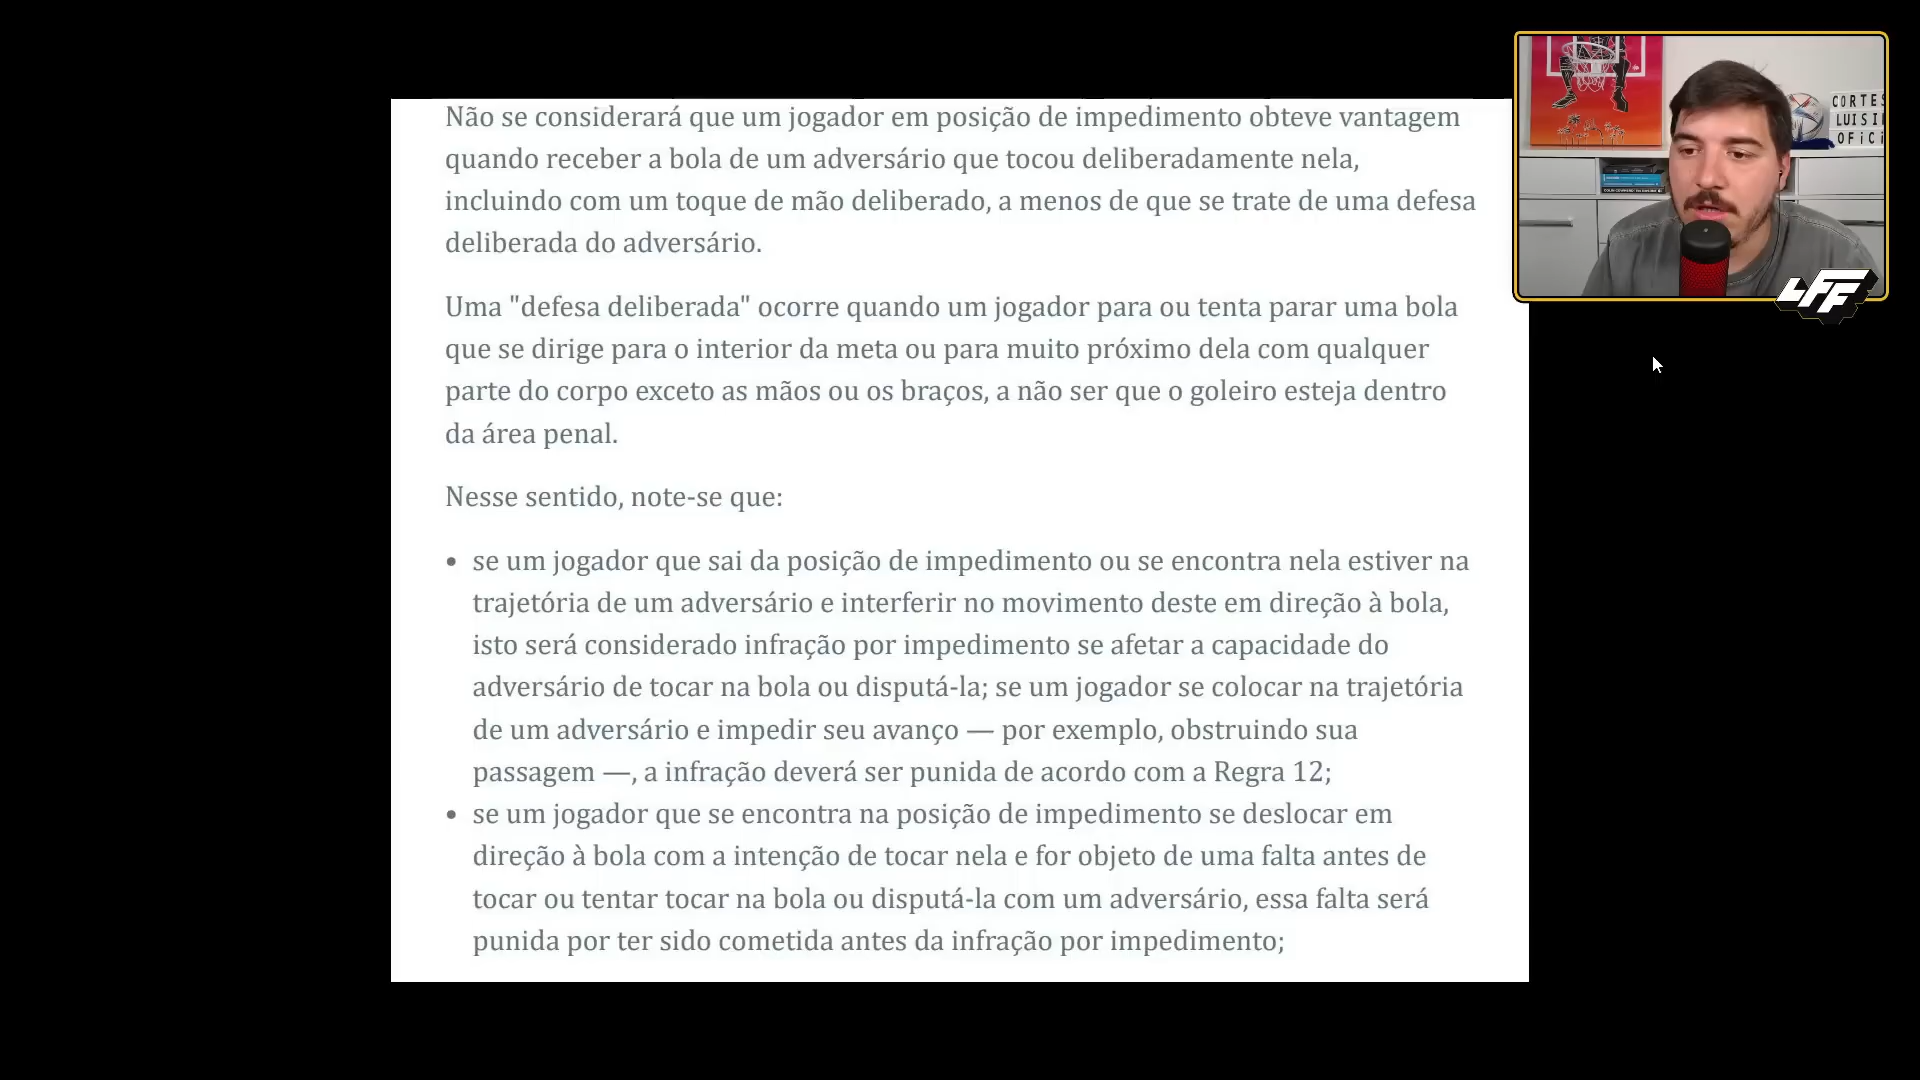 Não se considerará que um jogador em posição de impedimento obteve vantagem
quando receber a bola de um adversário que tocou deliberadamente nela,
incluindo com um toque de mão deliberado, a menos de que se trate de uma defesa
deliberada do adversário.
Uma "defesa deliberada" ocorre quando um jogador para ou tenta parar uma bola
que se dirige para o interior da meta ou para muito próximo dela com qualquer
parte do corpo exceto as mãos ou os braços, a não ser que o goleiro esteja dentro
da área penal.
Nesse sentido, note-se que:
• se um jogador que sai da posição de impedimento ou se encontra nela estiver na
trajetória de um adversário e interferir no movimento deste em direção à bola,
isto será considerado infração por impedimento se afetar a capacidade do
adversário de tocar na bola ou disputá-la; se um jogador se colocar na trajetória
de um adversário e impedir seu avanço — por exemplo, obstruindo sua
passagem —, a infração deverá ser punida de acordo com a Regra 12;
• se um jogador que se encontra na posição de impedimento se deslocar em
direção à bola com a intenção de tocar nela e for objeto de uma falta antes de
tocar ou tentar tocar na bola ou disputá-la com um adversário, essa falta será
punida por ter sido cometida antes da infração por impedimento;
CORTES
LUISI
OFiCi
LFF